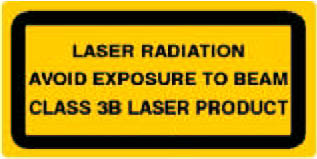 LASER RADIATION
AVOID EXPOSURE TO BEAM
CLASS 3B LASER PRODUCT